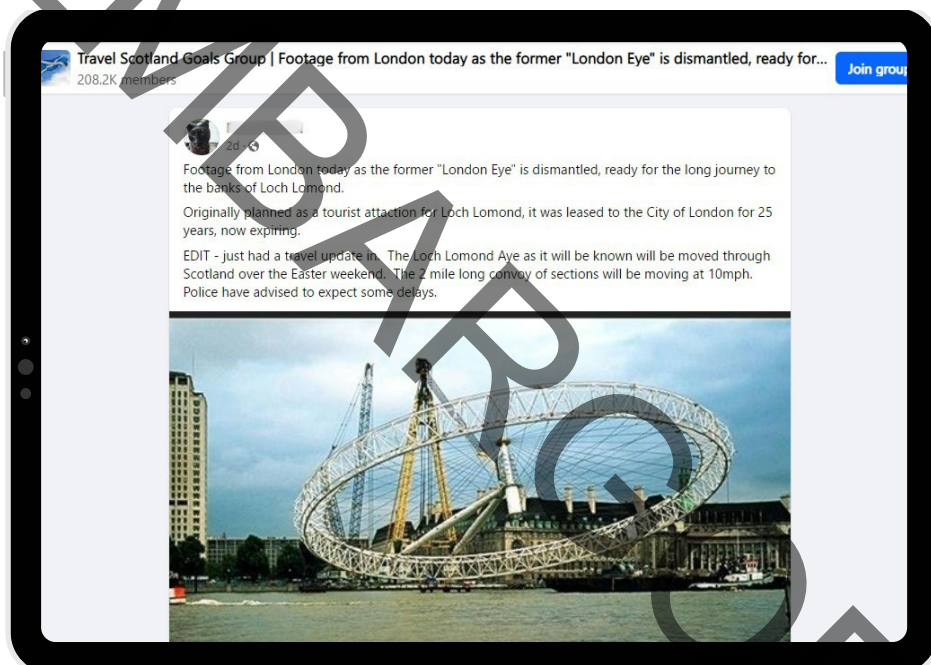 Travel Scotland Goals Group | Footage from London today as the former "London Eye" is dismantled, ready for...
208.2K members
Join group
2d
Footage from London today as the former "London Eye" is dismantled, ready for the long journey to
the banks of Loch Lomond.
Originally planned as a tourist attaction for Loch Lomond, it was leased to the City of London for 25
years, now expiring.
EDIT - just had a travel update in. The Loch Lomond Aye as it will be known will be moved through
Scotland over the Easter weekend. The 2 mile long convoy of sections will be moving at 10mph.
Police have advised to expect some delays.